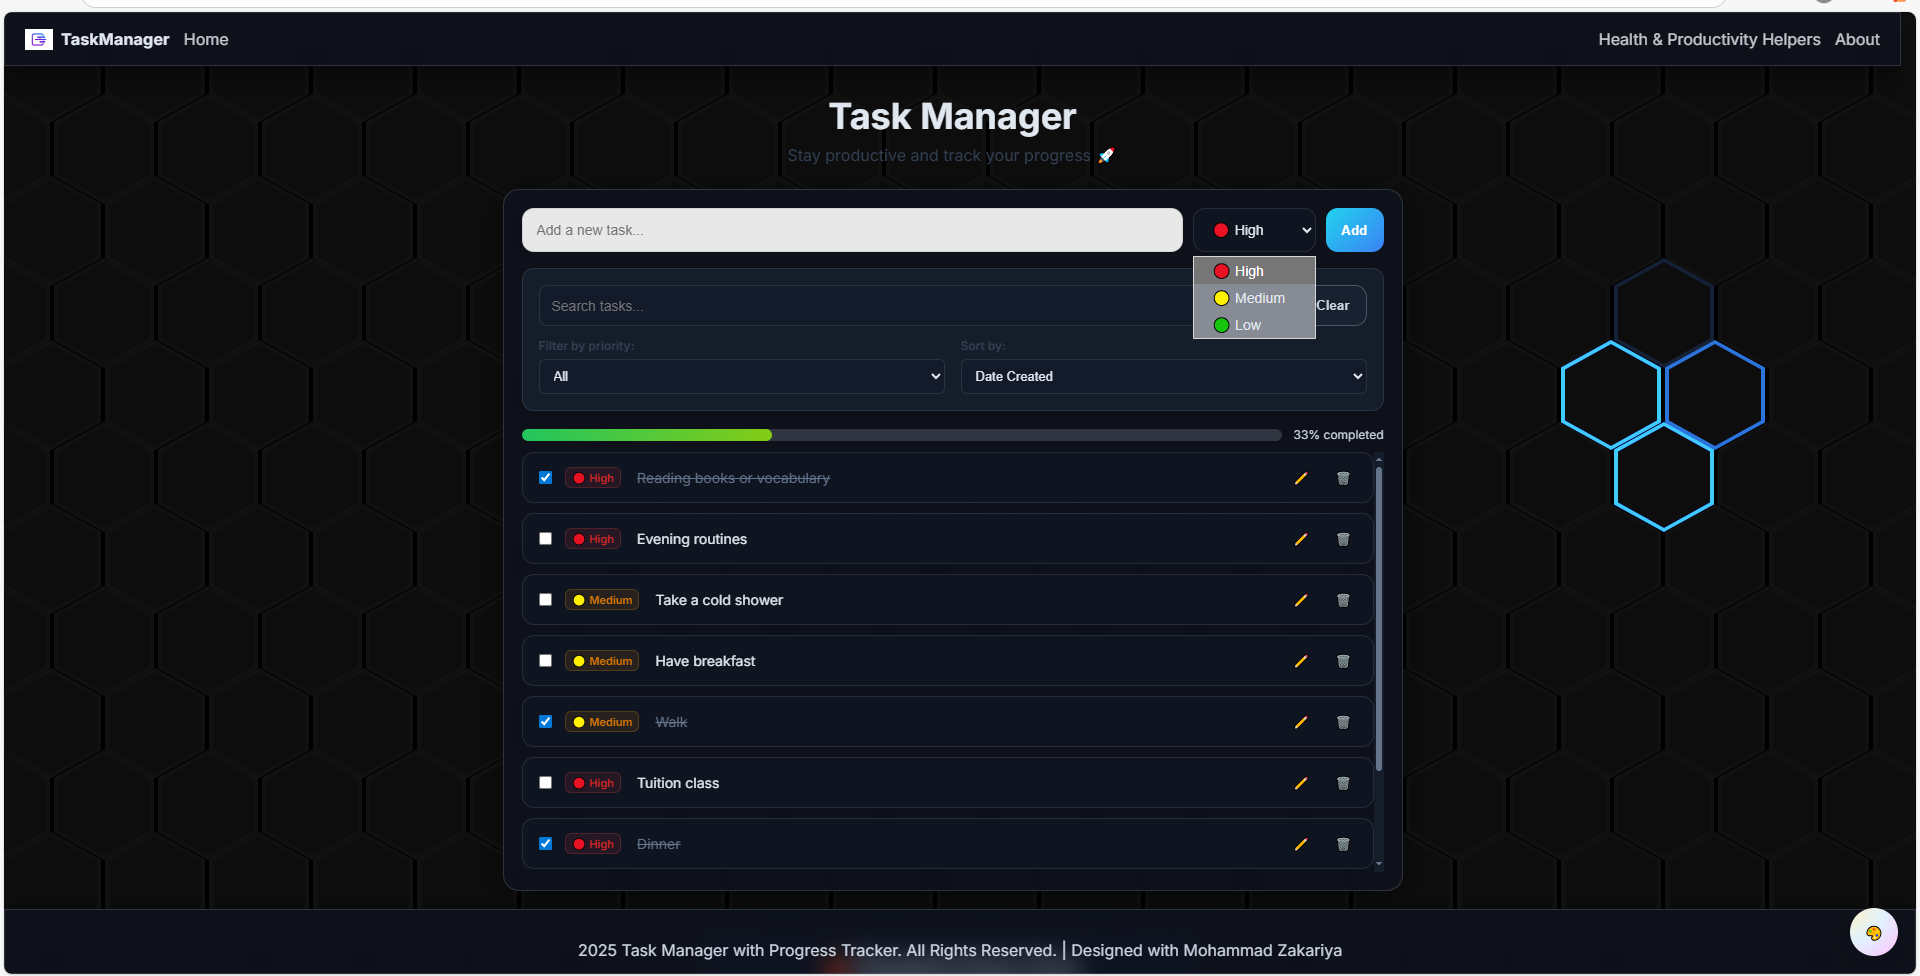 TaskManager Home Health & Productivity Helpers About
Task Manager
Stay productive and track your progress 🚀
Add a new task... High Add
High
Medium
Low
Search tasks... Clear
Filter by priority: Sort by:
All Date Created
33% completed
High Reading books or vocabulary
High Evening routines
Medium Take a cold shower
Medium Have breakfast
Medium Walk
High Tuition class
High Dinner
2025 Task Manager with Progress Tracker. All Rights Reserved. | Designed with Mohammad Zakariya